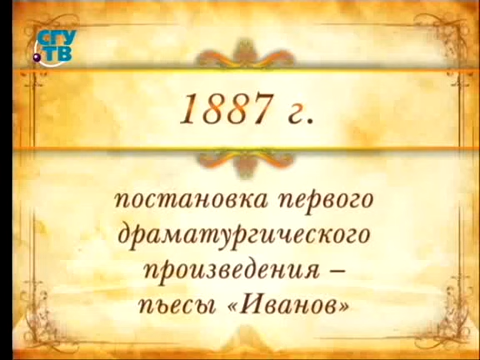 СГУ
ТВ
1887 г.
постановка первого
драматургического
произведения –
пьесы «Иванов»